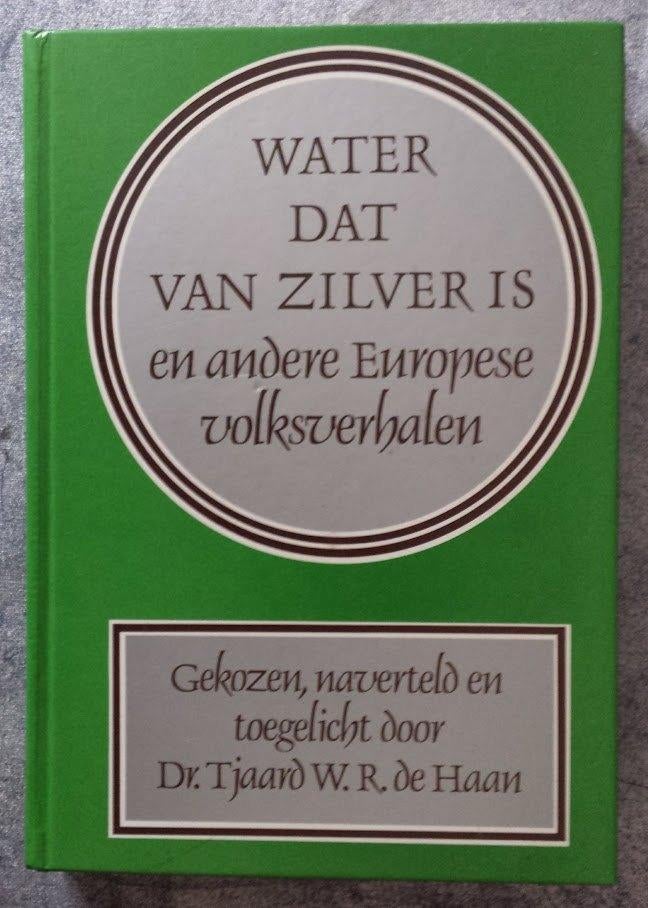 WATER
DAT
VAN ZILVER IS
en andere Europese
volksverhalen
Gekozen, naverteld en
toegelicht door
Dr. Tjaard W. R. de Haan